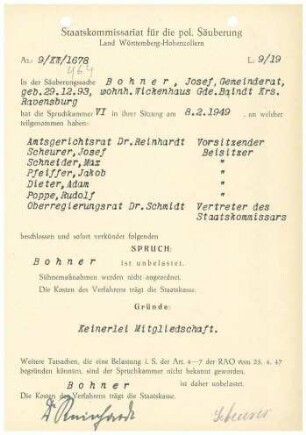 Staatskommissariat für die pol. Säuberung
Land Württemberg-Hohenzollern
Az.: 9/XII/1678
L. 9/19
464
In der Säuberungssache Bohner, Josef, Gemeinderat,
geb. 29.12.93, wohnh. Wickenhaus Gde. Baindt Krs.
Ravensburg
hat die Spruchkammer VI in ihrer Sitzung am 8.2.1949, an welcher
teilgenommen haben:
Amtsgerichtsrat Dr. Reinhardt Vorsitzender
Scheurer, Josef Beisitzer
Schneider, Max "
Pfeiffer, Jakob "
Dieter, Adam "
Poppe, Rudolf "
Oberregierungsrat Dr. Schmidt Vertreter des
Staatskommissars
beschlossen und sofort verkündet folgenden
SPRUCH:
Bohner ist unbelastet.
Sühnemaßnahmen werden nicht angeordnet.
Die Kosten des Verfahrens trägt die Staatskasse.
Gründe:
Keinerlei Mitgliedschaft.
Weitere Tatsachen, die eine Belastung i. S. der Art. 4–7 der RAO vom 25. 4. 47
begründen könnten, sind der Spruchkammer nicht bekannt geworden.
Bohner ist daher unbelastet.
Die Kosten des Verfahrens trägt die Staatskasse.
Dr. Reinhardt
Scheurer